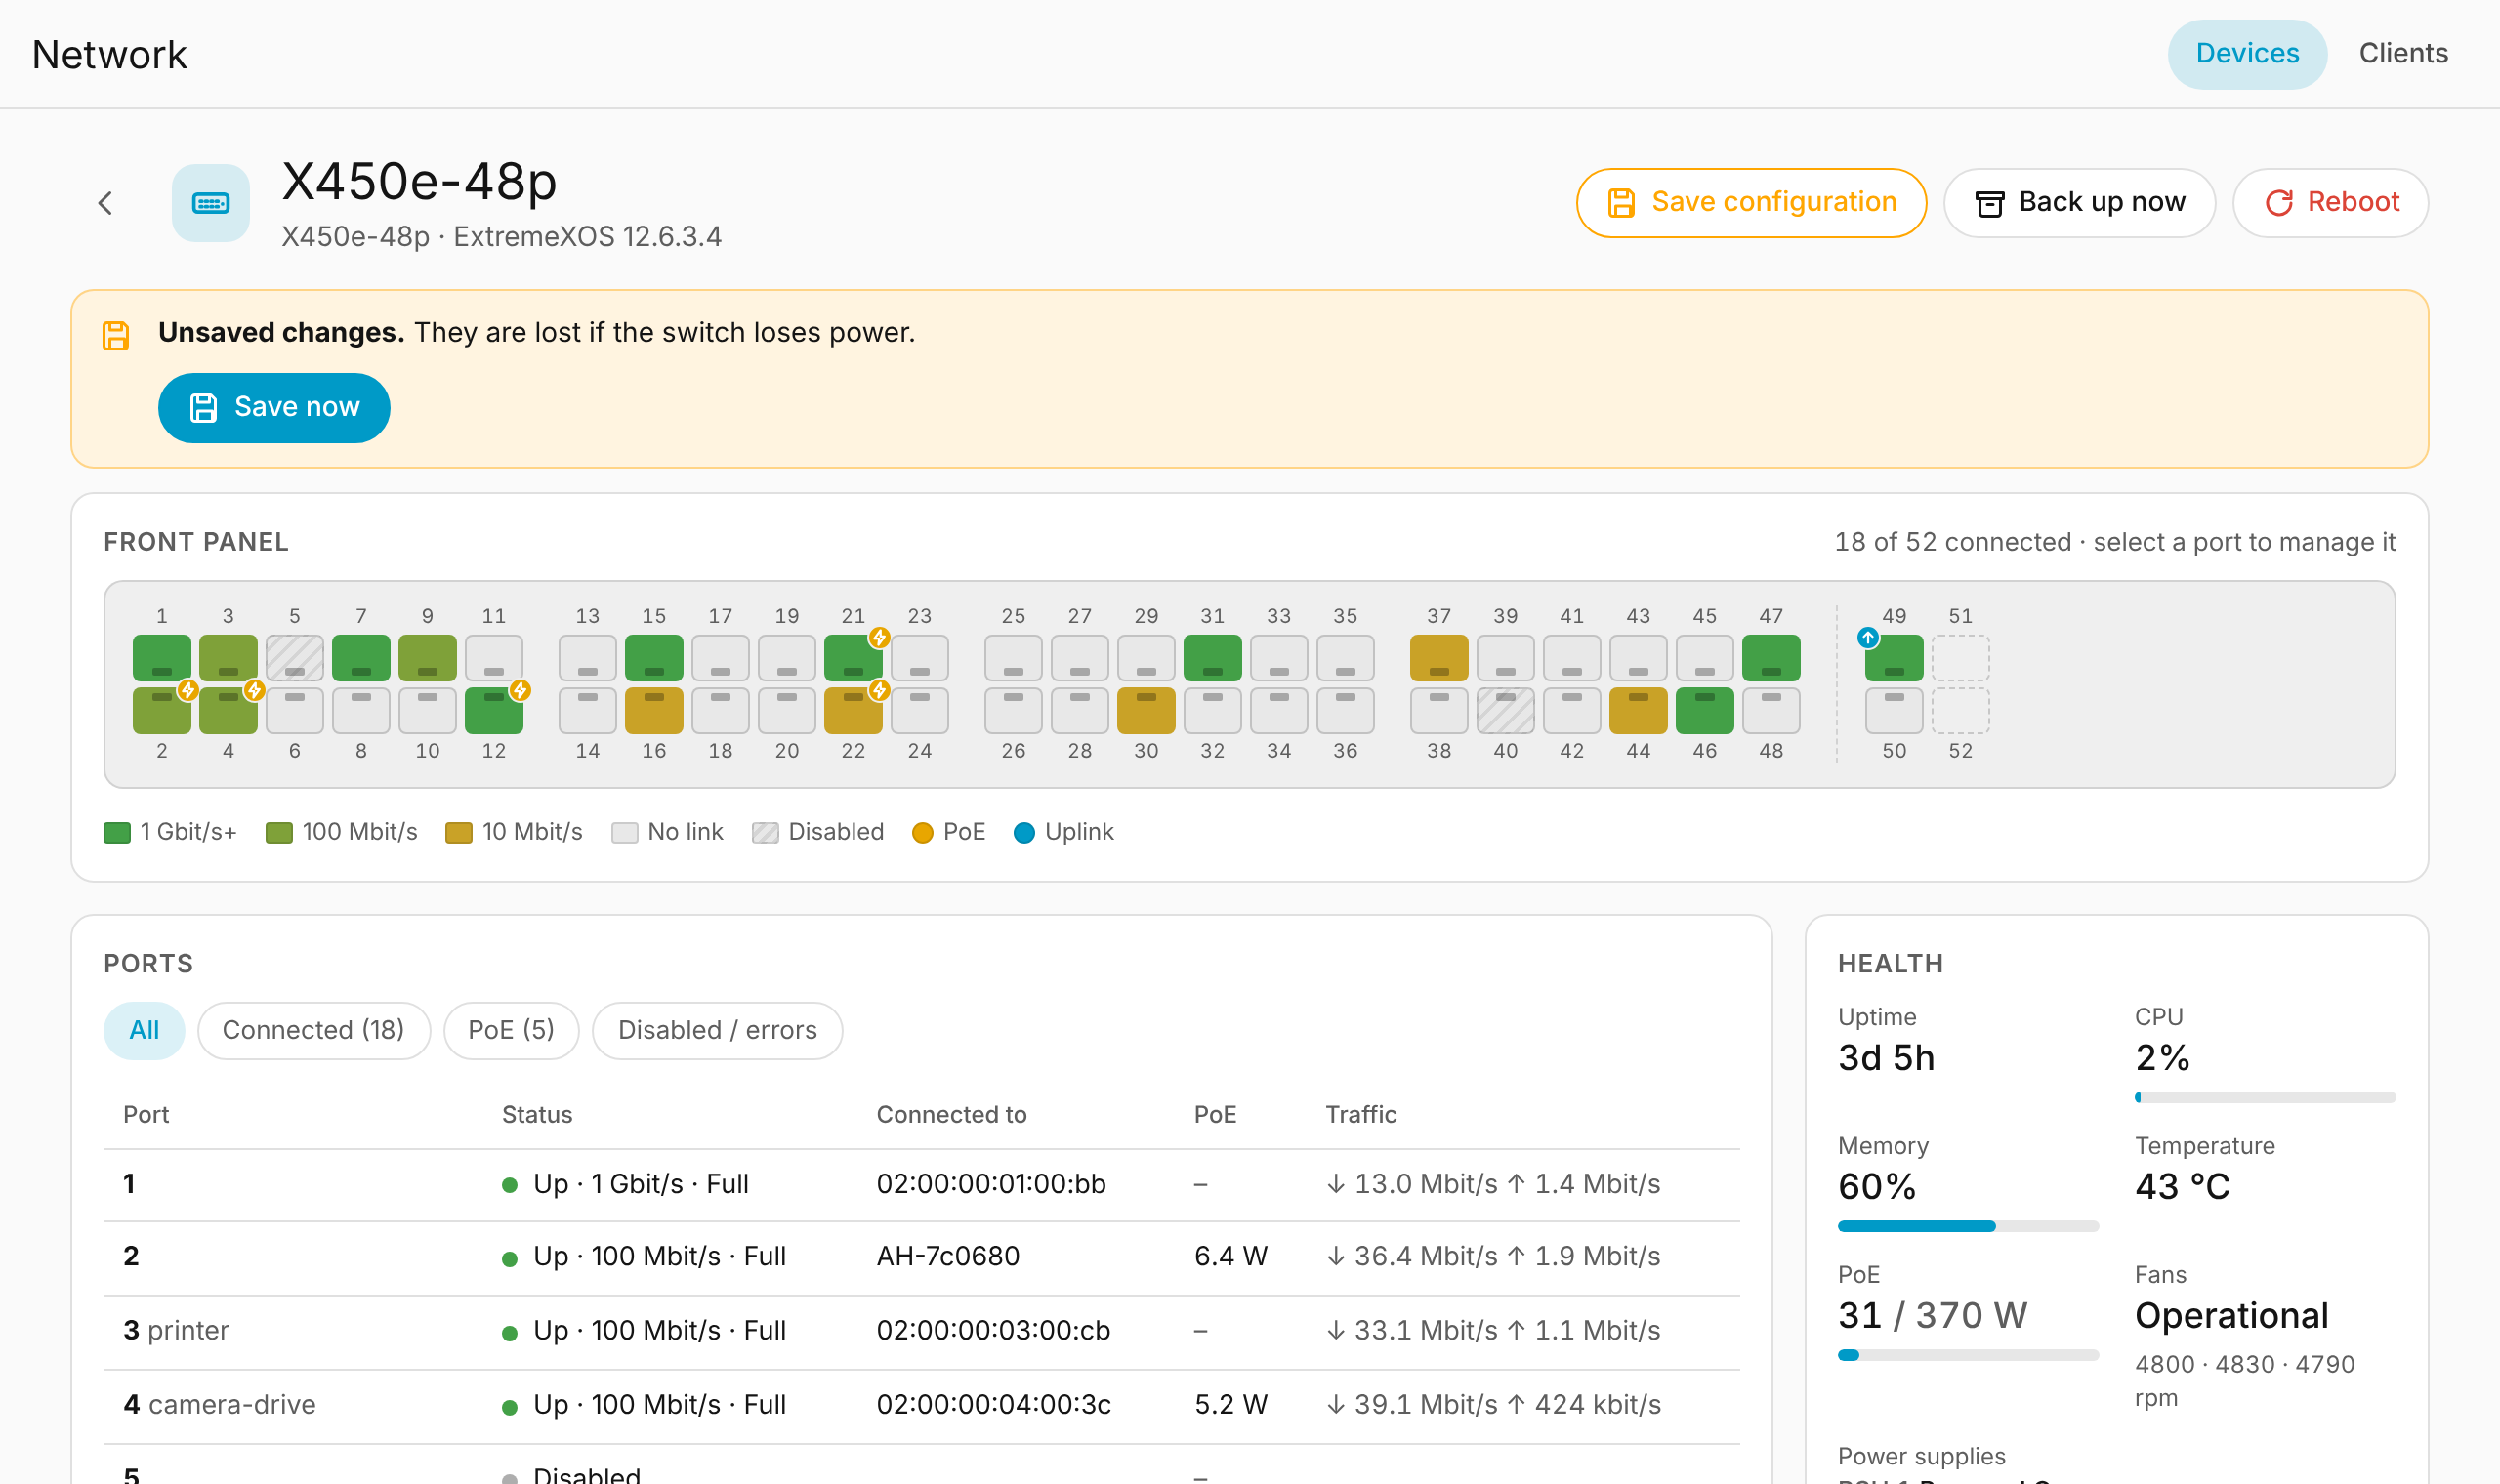 Network
Devices
Clients
X450e-48p
X450e-48p · ExtremeXOS 12.6.3.4
Save configuration
Back up now
Reboot
Unsaved changes. They are lost if the switch loses power.
Save now
FRONT PANEL
18 of 52 connected · select a port to manage it
1 3 5 7 9 11 13 15 17 19 21 23 25 27 29 31 33 35 37 39 41 43 45 47 49 51
2 4 6 8 10 12 14 16 18 20 22 24 26 28 30 32 34 36 38 40 42 44 46 48 50 52
1 Gbit/s+ 100 Mbit/s 10 Mbit/s No link Disabled PoE Uplink
PORTS
All Connected (18) PoE (5) Disabled / errors
Port Status Connected to PoE Traffic
1 Up · 1 Gbit/s · Full 02:00:00:01:00:bb – ↓ 13.0 Mbit/s ↑ 1.4 Mbit/s
2 Up · 100 Mbit/s · Full AH-7c0680 6.4 W ↓ 36.4 Mbit/s ↑ 1.9 Mbit/s
3 printer Up · 100 Mbit/s · Full 02:00:00:03:00:cb – ↓ 33.1 Mbit/s ↑ 1.1 Mbit/s
4 camera-drive Up · 100 Mbit/s · Full 02:00:00:04:00:3c 5.2 W ↓ 39.1 Mbit/s ↑ 424 kbit/s
5 Disabled –
HEALTH
Uptime
3d 5h
CPU
2%
Memory
60%
Temperature
43 °C
PoE
31 / 370 W
Fans
Operational
4800 · 4830 · 4790
rpm
Power supplies